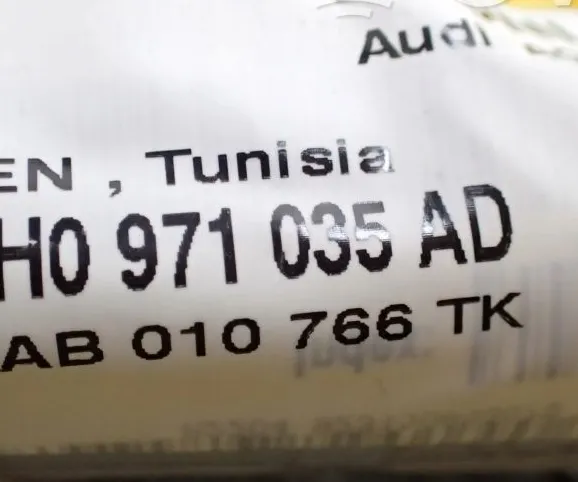 Audi
EN , Tunisia
H0 971 035 AD
AB 010 766 TK